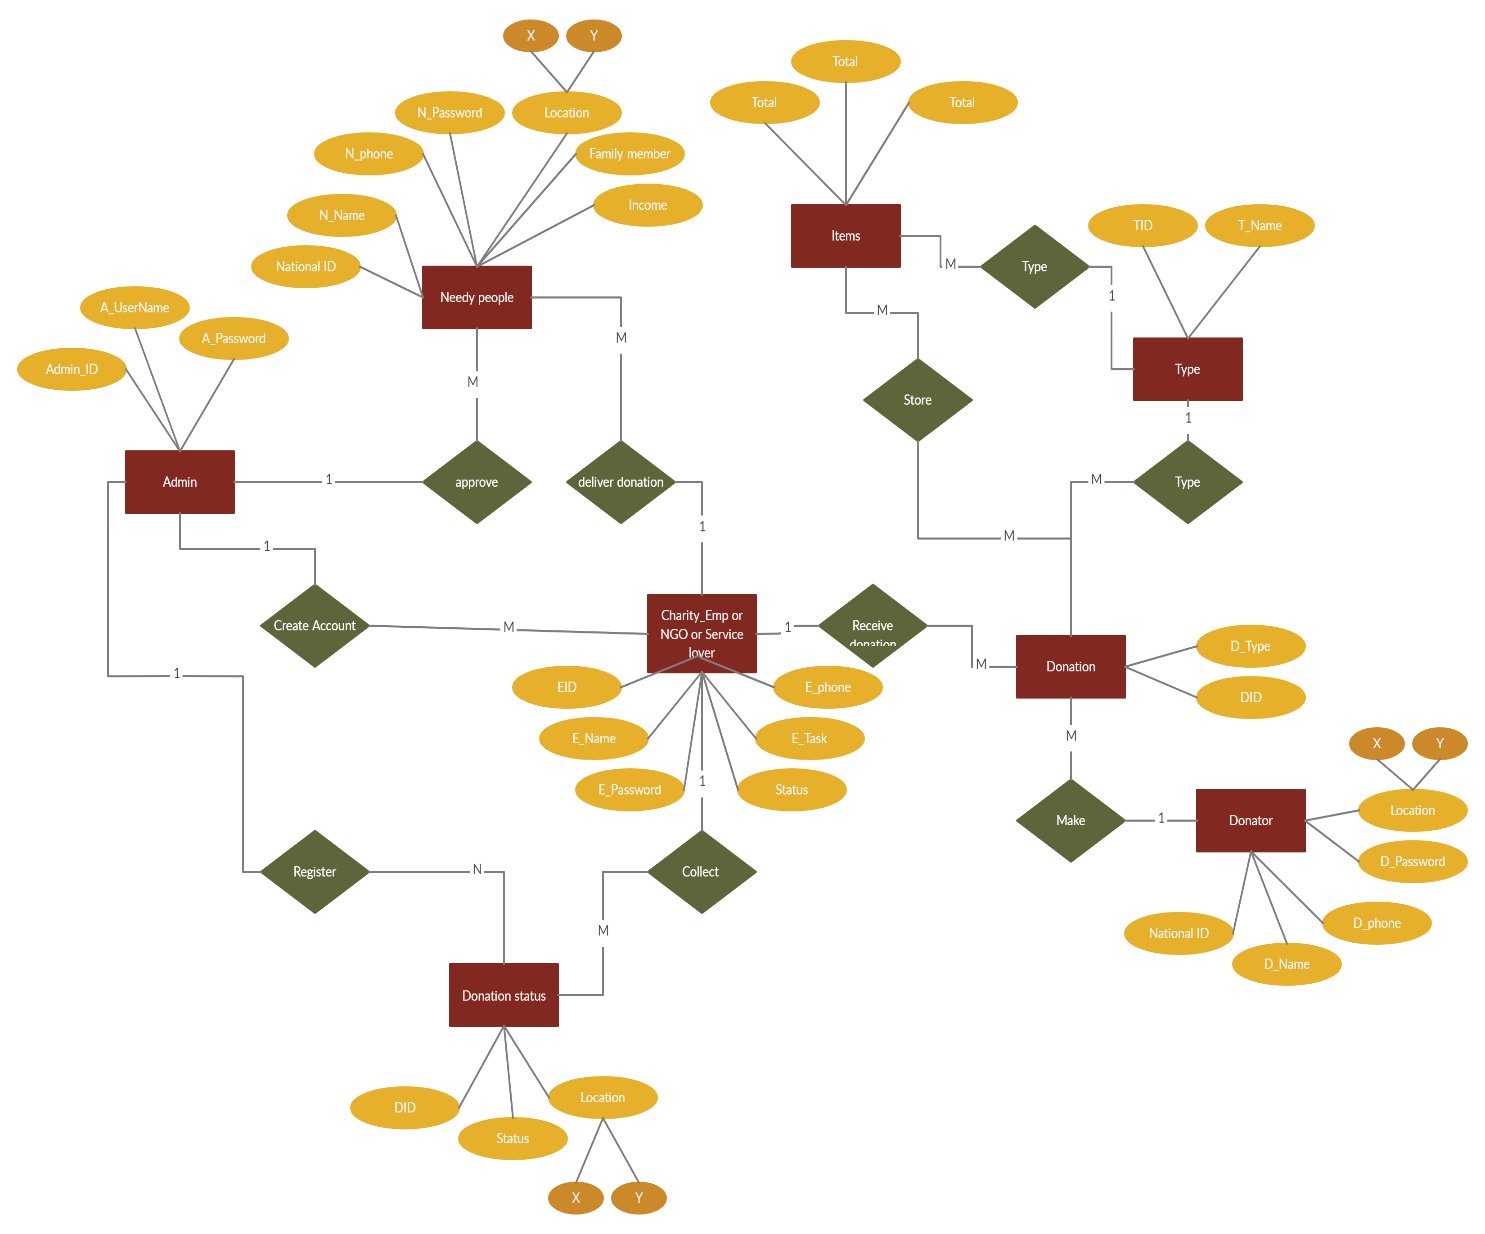 X
Y
Total
Total
Total
N_Password
Location
N_phone
Family member
N_Name
Income
National ID
Needy people
Items
M
Type
TID
T_Name
1
Type
M
M
M
Store
1
A_UserName
A_Password
Admin_ID
Admin
1
approve
deliver donation
M
Type
1
M
1
Create Account
M
Charity_Emp or
NGO or Service
lover
1
Receive
donation
M
Donation
D_Type
DID
1
EID
E_phone
E_Name
E_Task
E_Password
1
Status
M
X
Y
Make
1
Donator
Location
D_Password
Register
N
Collect
M
National ID
D_phone
D_Name
Donation status
DID
Location
Status
X
Y